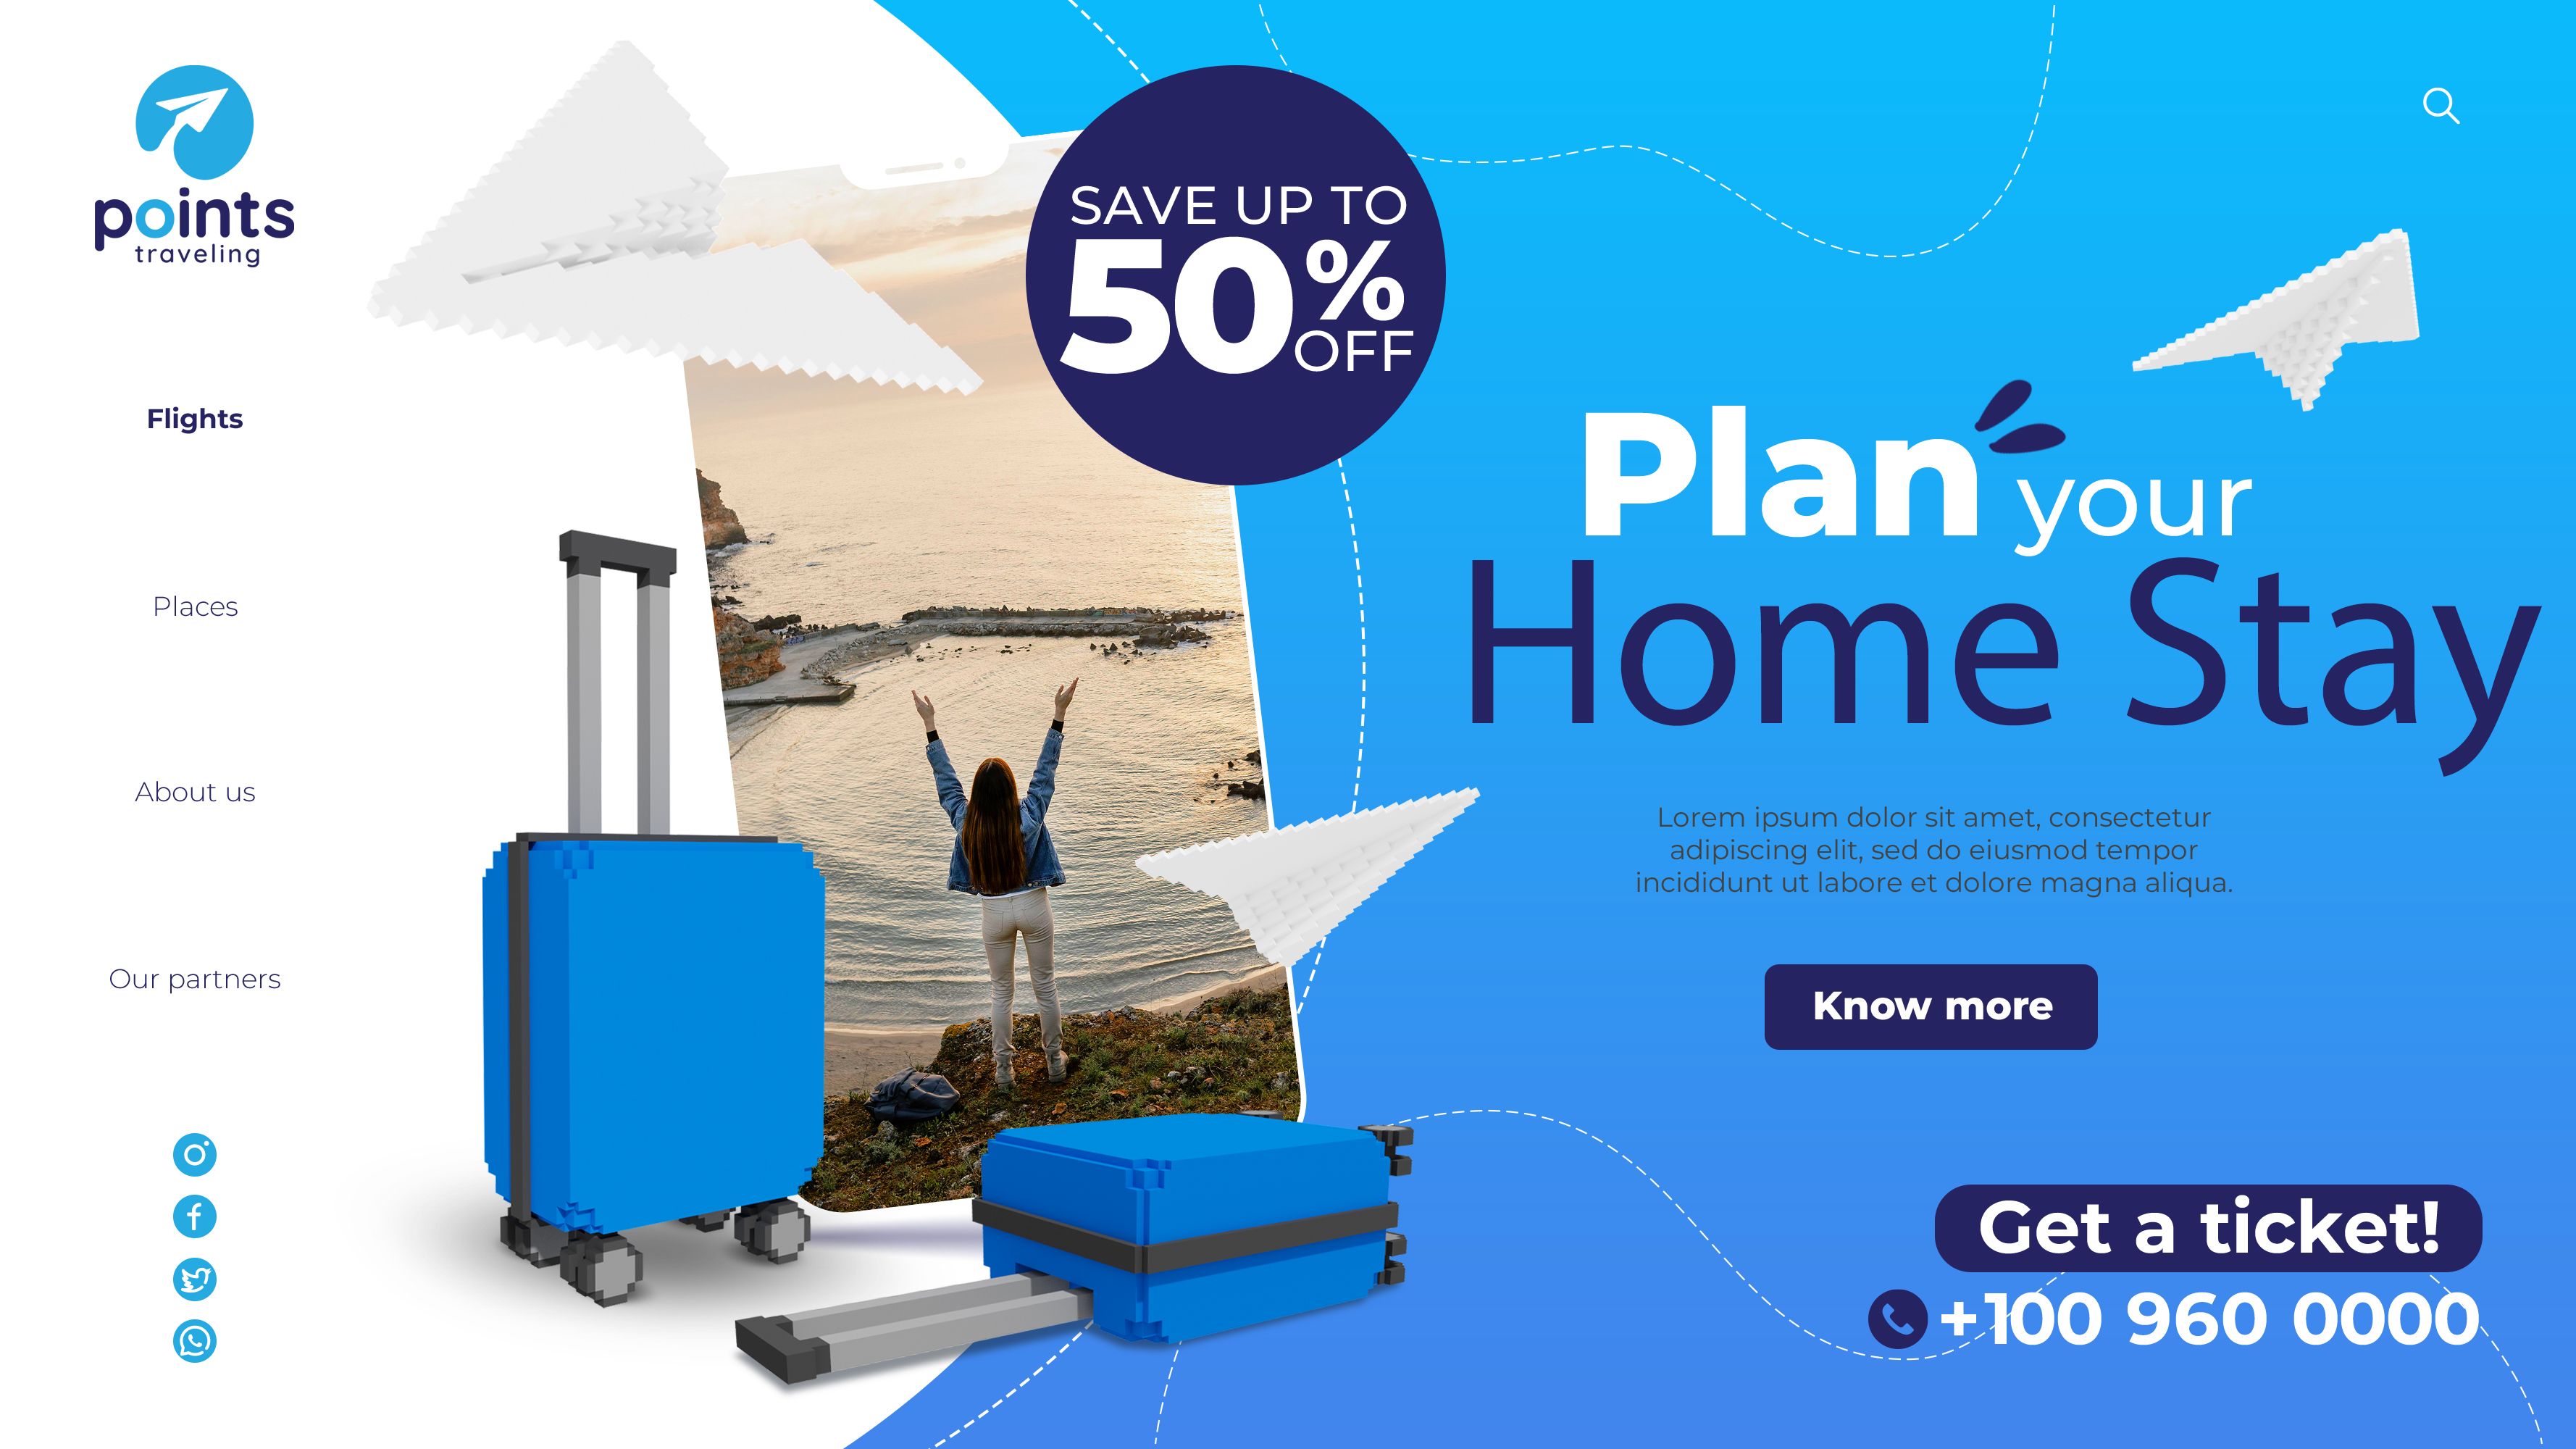 points
traveling
Flights
Places
About us
Our partners
SAVE UP TO
50%
OFF
Plan your
Home Stay
Lorem ipsum dolor sit amet, consectetur
adipiscing elit, sed do eiusmod tempor
incididunt ut labore et dolore magna aliqua.
Know more
Get a ticket!
+100 960 0000